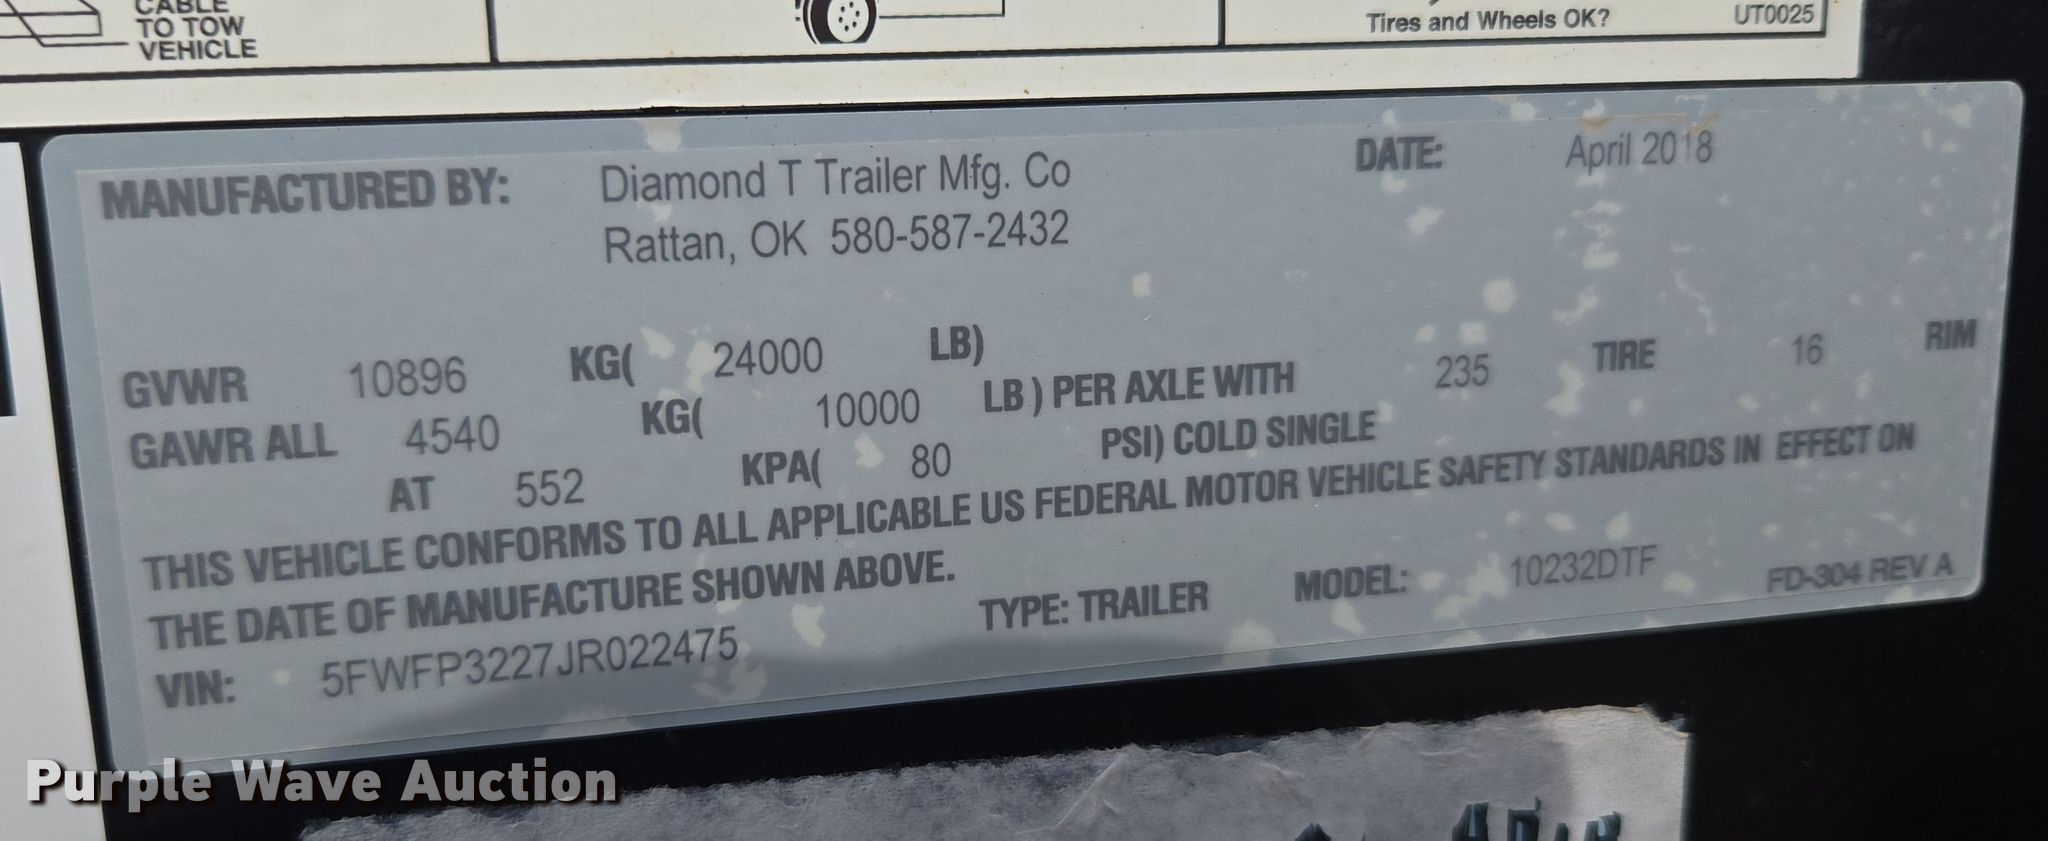 CABLE
TO TOW
VEHICLE
Tires and Wheels OK?
UT0025
MANUFACTURED BY: Diamond T Trailer Mfg. Co DATE: April 2018
Rattan, OK 580-587-2432
GVWR 10896 KG( 24000 LB)
GAWR ALL 4540 KG( 10000 LB ) PER AXLE WITH 235 TIRE 16 RIM
AT 552 KPA( 80 PSI) COLD SINGLE
THIS VEHICLE CONFORMS TO ALL APPLICABLE US FEDERAL MOTOR VEHICLE SAFETY STANDARDS IN EFFECT ON
THE DATE OF MANUFACTURE SHOWN ABOVE.
VIN: 5FWFP3227JR022475 TYPE: TRAILER MODEL: 10232DTF FD-304 REV A
Purple Wave Auction